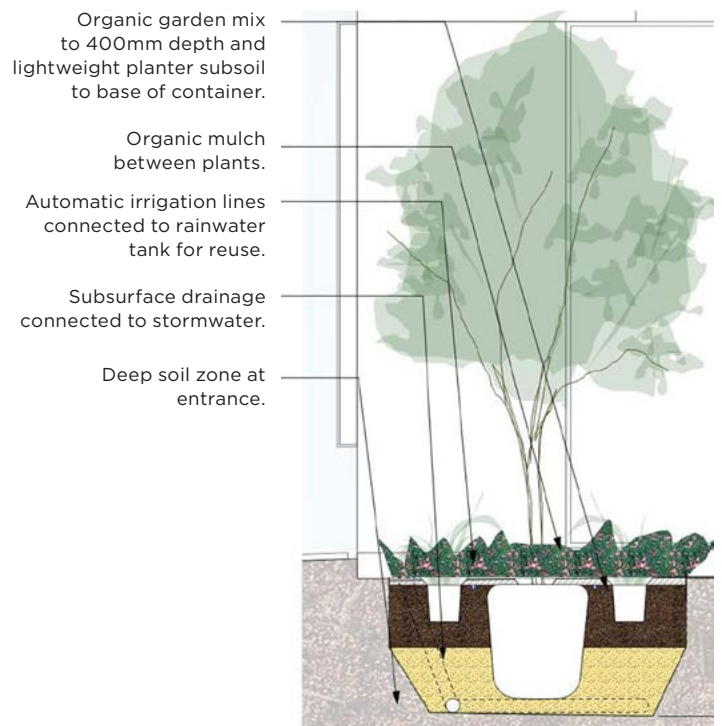 Organic garden mix
to 400mm depth and
lightweight planter subsoil
to base of container.
Organic mulch
between plants.
Automatic irrigation lines
connected to rainwater
tank for reuse.
Subsurface drainage
connected to stormwater.
Deep soil zone at
entrance.